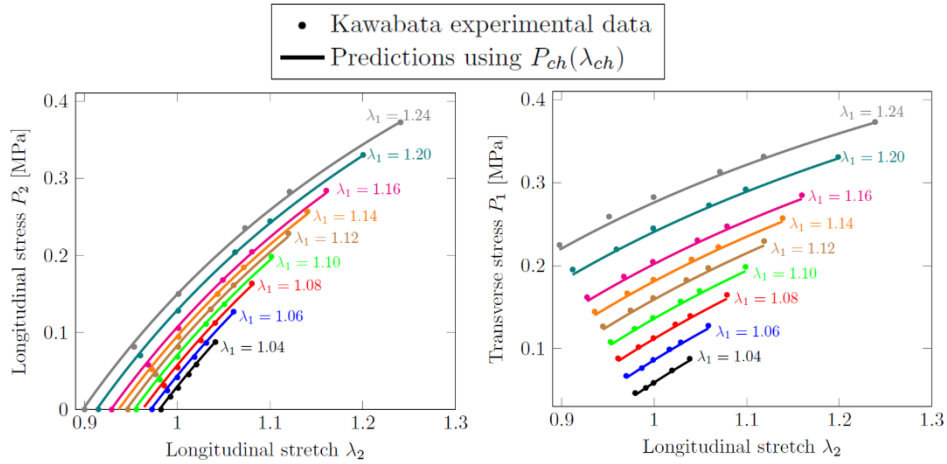 Kawabata experimental data
Predictions using P_{ch}(λ_{ch})
0.4
0.3
0.2
0.1
0
Longitudinal stress P_2 [MPa]
λ_1 = 1.24
λ_1 = 1.20
λ_1 = 1.16
λ_1 = 1.14
λ_1 = 1.12
λ_1 = 1.10
λ_1 = 1.08
λ_1 = 1.06
λ_1 = 1.04
0.9 1 1.1 1.2 1.3
Longitudinal stretch λ_2
0.4
0.3
0.2
0.1
Transverse stress P_1 [MPa]
λ_1 = 1.24
λ_1 = 1.20
λ_1 = 1.16
λ_1 = 1.14
λ_1 = 1.12
λ_1 = 1.10
λ_1 = 1.08
λ_1 = 1.06
λ_1 = 1.04
0.9 1 1.1 1.2 1.3
Longitudinal stretch λ_2